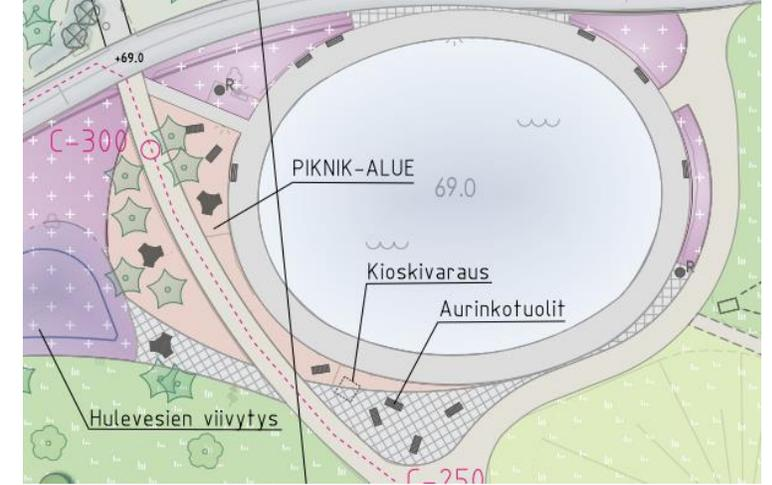 +69.0
R
C-300
PIKNIK-ALUE
69.0
Kioskivaraus
R
Aurinkotuolit
Hulevesien viivytys
C-250